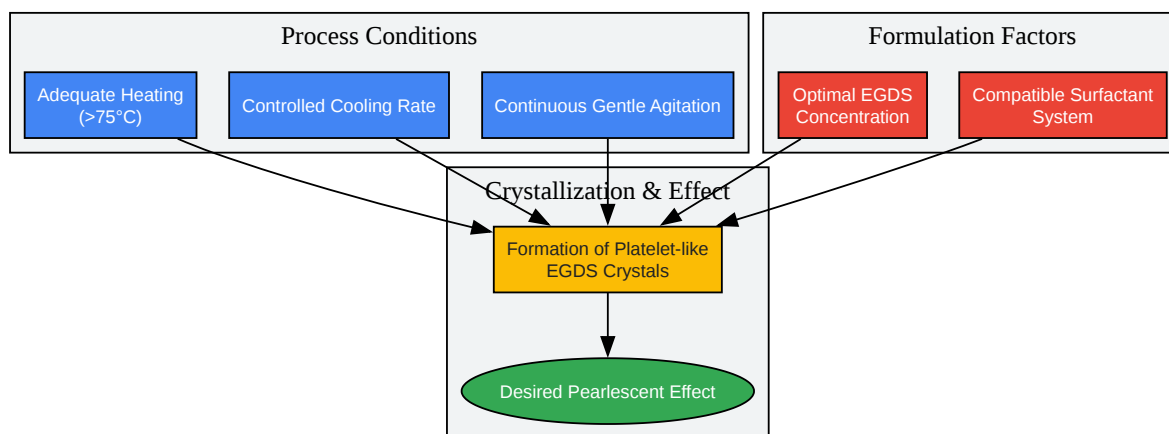 Process Conditions
Formulation Factors
Adequate Heating
(>75°C)
Controlled Cooling Rate
Continuous Gentle Agitation
Optimal EGDS
Concentration
Compatible Surfactant
System
Crystallization & Effect
Formation of Platelet-like
EGDS Crystals
Desired Pearlescent Effect